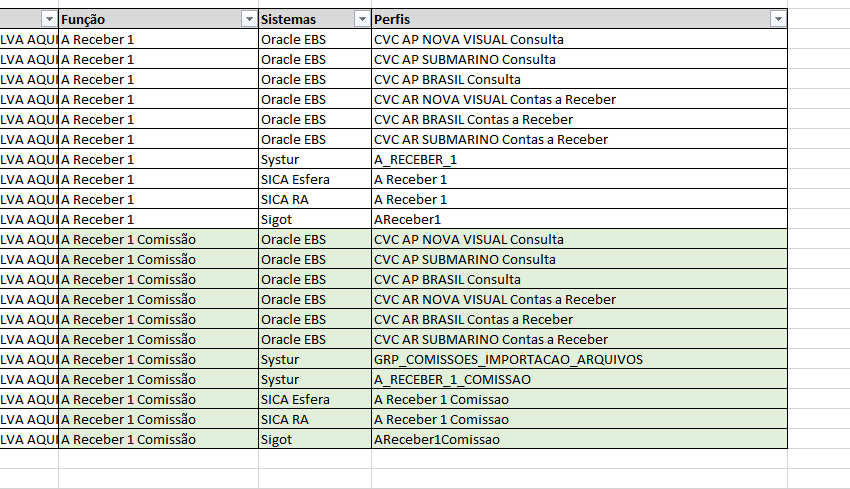 Função Sistemas Perfis
LVA AQUI A Receber 1 Oracle EBS CVC AP NOVA VISUAL Consulta
LVA AQUI A Receber 1 Oracle EBS CVC AP SUBMARINO Consulta
LVA AQUI A Receber 1 Oracle EBS CVC AP BRASIL Consulta
LVA AQUI A Receber 1 Oracle EBS CVC AR NOVA VISUAL Contas a Receber
LVA AQUI A Receber 1 Oracle EBS CVC AR BRASIL Contas a Receber
LVA AQUI A Receber 1 Oracle EBS CVC AR SUBMARINO Contas a Receber
LVA AQUI A Receber 1 Systur A_RECEBER_1
LVA AQUI A Receber 1 SICA Esfera A Receber 1
LVA AQUI A Receber 1 SICA RA A Receber 1
LVA AQUI A Receber 1 Sigot AReceber1
LVA AQUI A Receber 1 Comissão Oracle EBS CVC AP NOVA VISUAL Consulta
LVA AQUI A Receber 1 Comissão Oracle EBS CVC AP SUBMARINO Consulta
LVA AQUI A Receber 1 Comissão Oracle EBS CVC AP BRASIL Consulta
LVA AQUI A Receber 1 Comissão Oracle EBS CVC AR NOVA VISUAL Contas a Receber
LVA AQUI A Receber 1 Comissão Oracle EBS CVC AR BRASIL Contas a Receber
LVA AQUI A Receber 1 Comissão Oracle EBS CVC AR SUBMARINO Contas a Receber
LVA AQUI A Receber 1 Comissão Systur GRP_COMISSOES_IMPORTACAO_ARQUIVOS
LVA AQUI A Receber 1 Comissão Systur A_RECEBER_1_COMISSAO
LVA AQUI A Receber 1 Comissão SICA Esfera A Receber 1 Comissao
LVA AQUI A Receber 1 Comissão SICA RA A Receber 1 Comissao
LVA AQUI A Receber 1 Comissão Sigot AReceber1Comissao